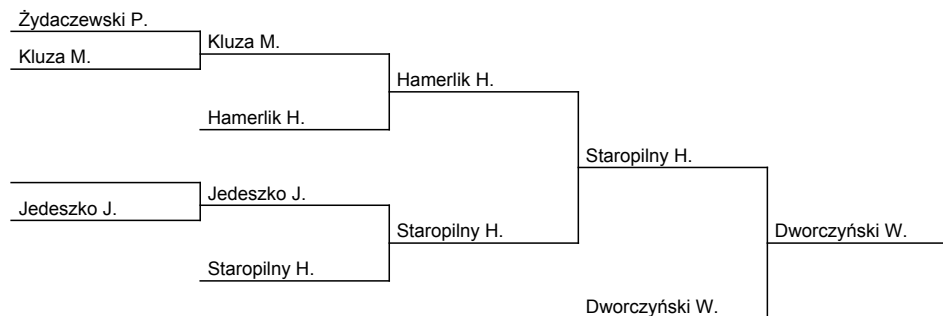 Żydaczewski P.
Kluza M.
Kluza M.
Hamerlik H.
Hamerlik H.
Staropilny H.
Jedeszko J.
Jedeszko J.
Staropilny H.
Dworczyński W.
Staropilny H.
Dworczyński W.